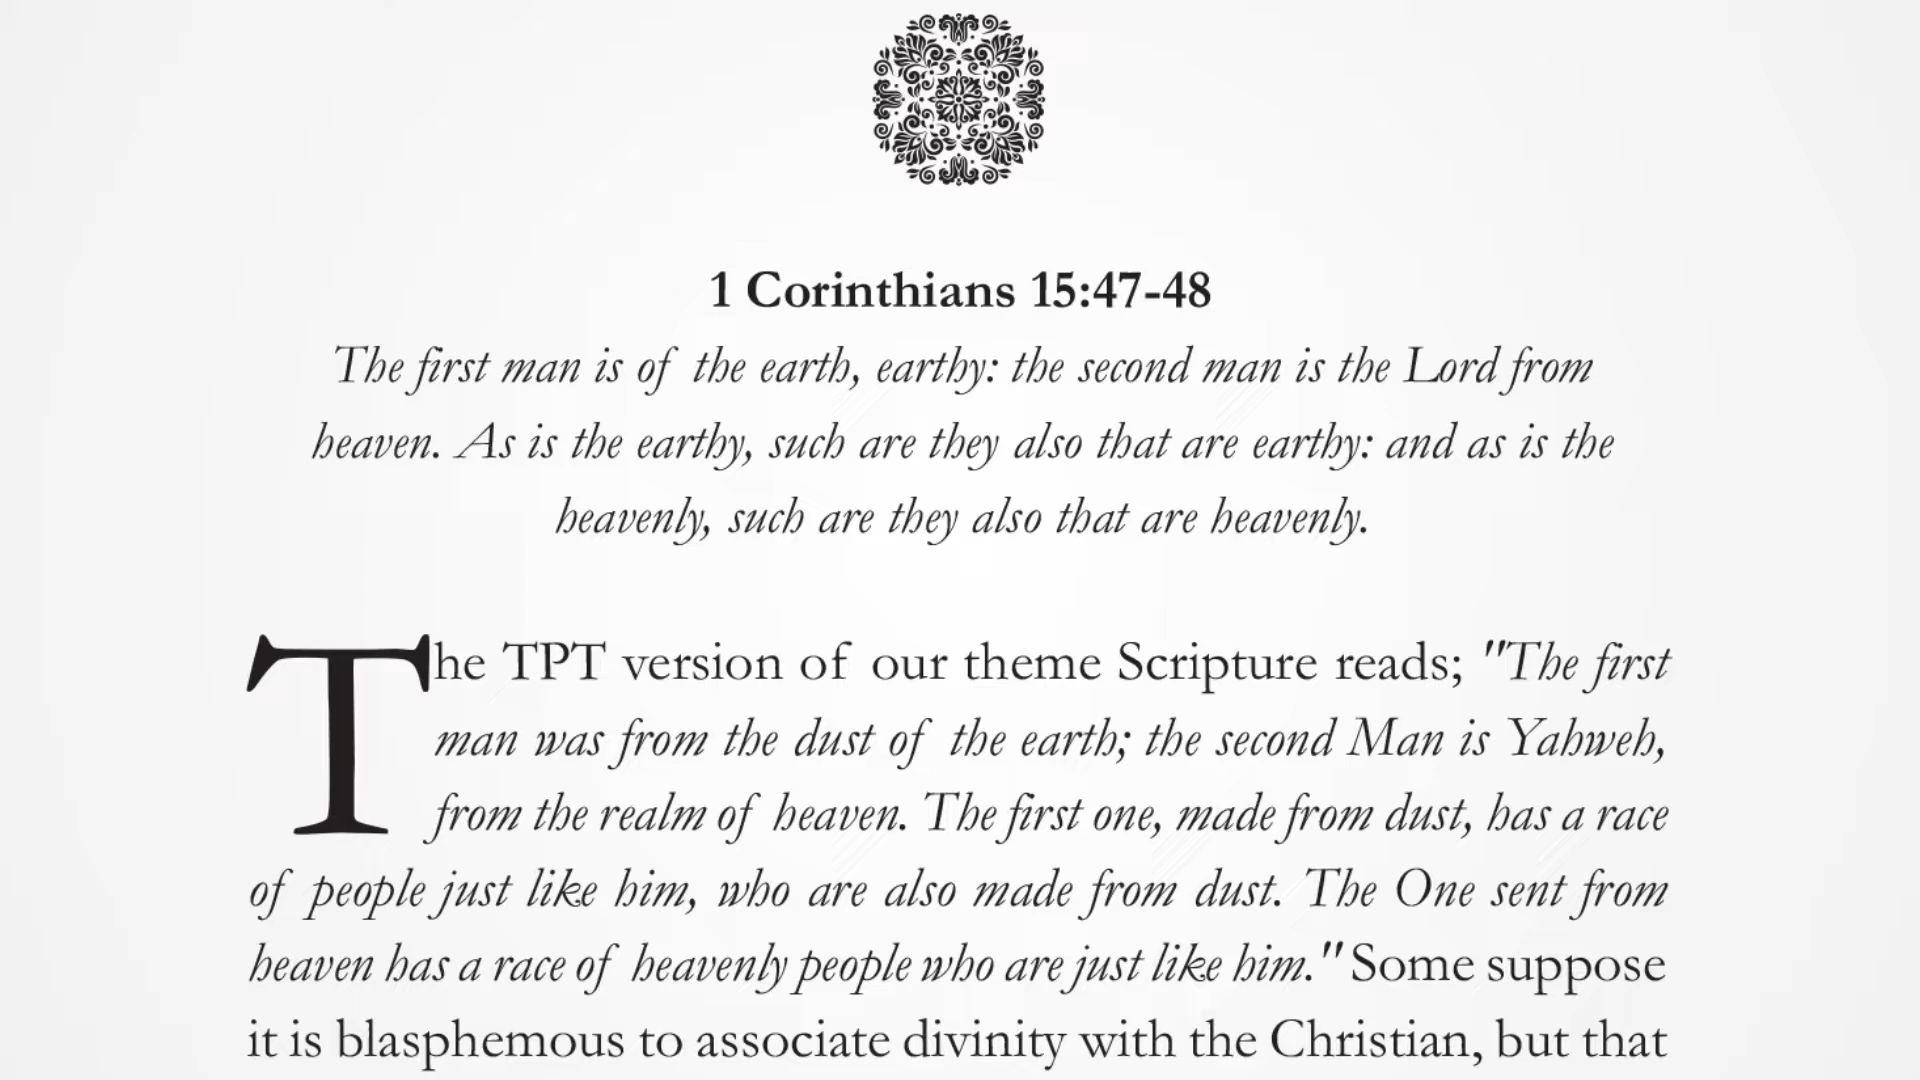 1 Corinthians 15:47-48
The first man is of the earth, earthy: the second man is the Lord from
heaven. As is the earthy, such are they also that are earthy: and as is the
heavenly, such are they also that are heavenly.
The TPT version of our theme Scripture reads; "The first
man was from the dust of the earth; the second Man is Yahweh,
from the realm of heaven. The first one, made from dust, has a race
of people just like him, who are also made from dust. The One sent from
heaven has a race of heavenly people who are just like him." Some suppose
it is blasphemous to associate divinity with the Christian, but that